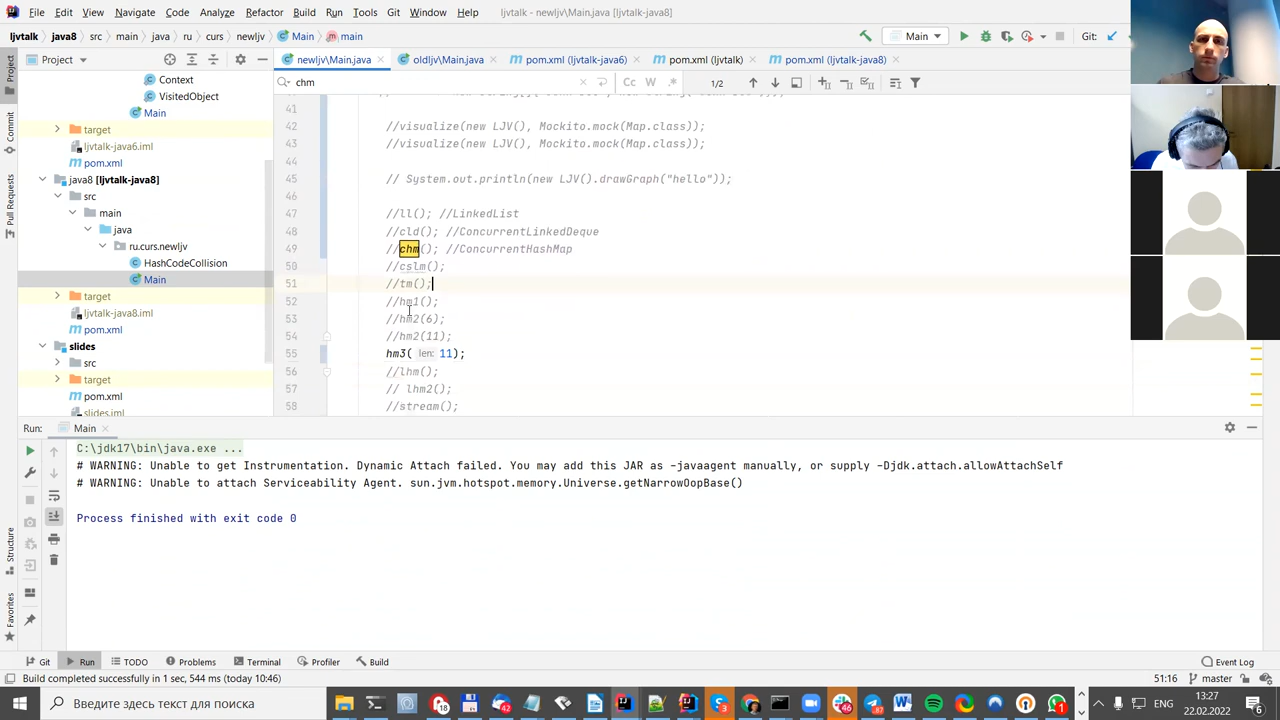 File Edit View Navigate Code Analyze Refactor Build Run Tools Git Window Help ljvtalk - newljv\Main.java [ljvtalk-java8]
ljvtalk java8 src main java ru curs newljv Main main
Main Git:
Project
newljv\Main.java oldljv\Main.java pom.xml (ljvtalk-java6) pom.xml (ljvtalk) pom.xml (ljvtalk-java8)
chm Cc W .* 1/2
Context
VisitedObject
Main
target
ljvtalk-java6.iml
pom.xml
java8 [ljvtalk-java8]
src
main
java
ru.curs.newljv
HashCodeCollision
Main
target
ljvtalk-java8.iml
pom.xml
slides
src
target
pom.xml
slides.iml
41
42 //visualize(new LJV(), Mockito.mock(Map.class));
43 //visualize(new LJV(), Mockito.mock(Map.class));
44
45 // System.out.println(new LJV().drawGraph("hello"));
46
47 //ll(); //LinkedList
48 //cld(); //ConcurrentLinkedDeque
49 //chm(); //ConcurrentHashMap
50 //cslm();
51 //tm();
52 //hm1();
53 //hm2(6);
54 //hm2(11);
55 hm3( len: 11);
56 //lhm();
57 // lhm2();
58 //stream();
Project
Commit
Pull Requests
Structure
Favorites
Run: Main
C:\jdk17\bin\java.exe ...
# WARNING: Unable to get Instrumentation. Dynamic Attach failed. You may add this JAR as -javaagent manually, or supply -Djdk.attach.allowAttachSelf
# WARNING: Unable to attach Serviceability Agent. sun.jvm.hotspot.memory.Universe.getNarrowOopBase()
Process finished with exit code 0
Git Run TODO Problems Terminal Profiler Build Event Log
Build completed successfully in 1 sec, 544 ms (today 10:46) 51:16 master
Введите здесь текст для поиска
ENG
13:27
22.02.2022